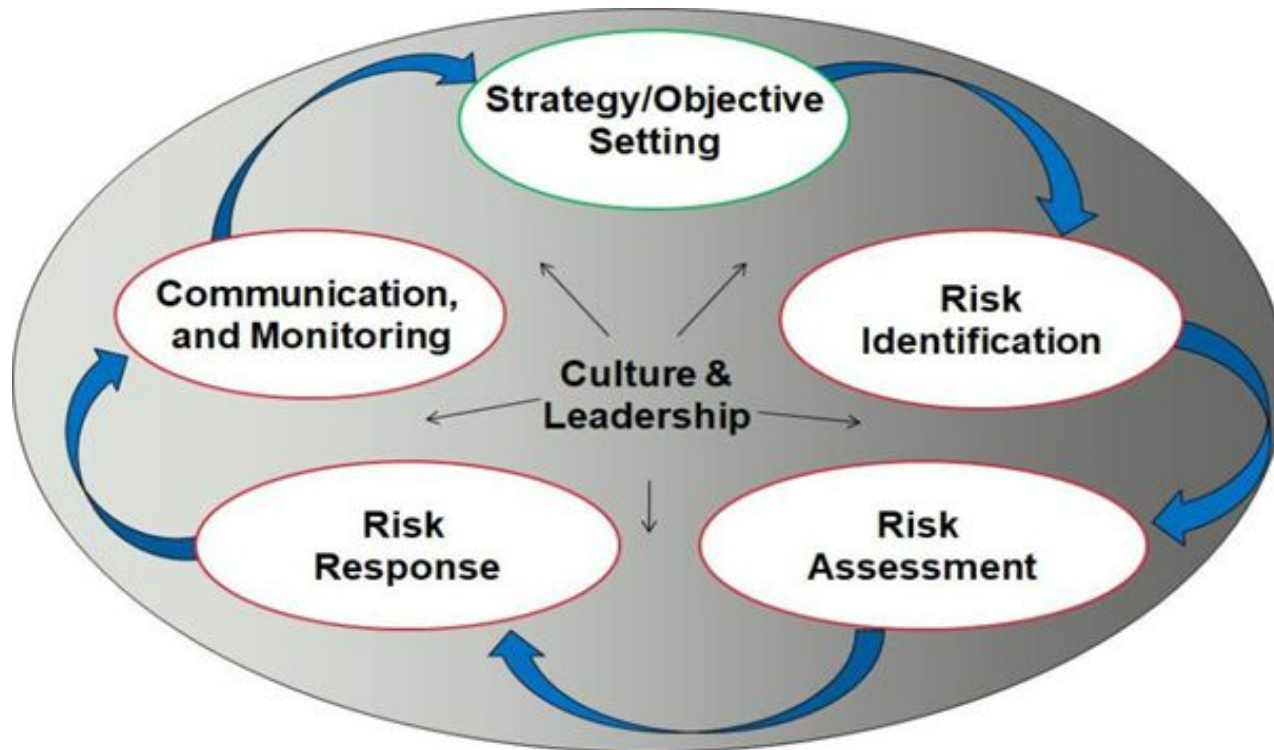 Strategy/Objective
Setting
Risk
Identification
Risk
Assessment
Risk
Response
Communication,
and Monitoring
Culture &
Leadership